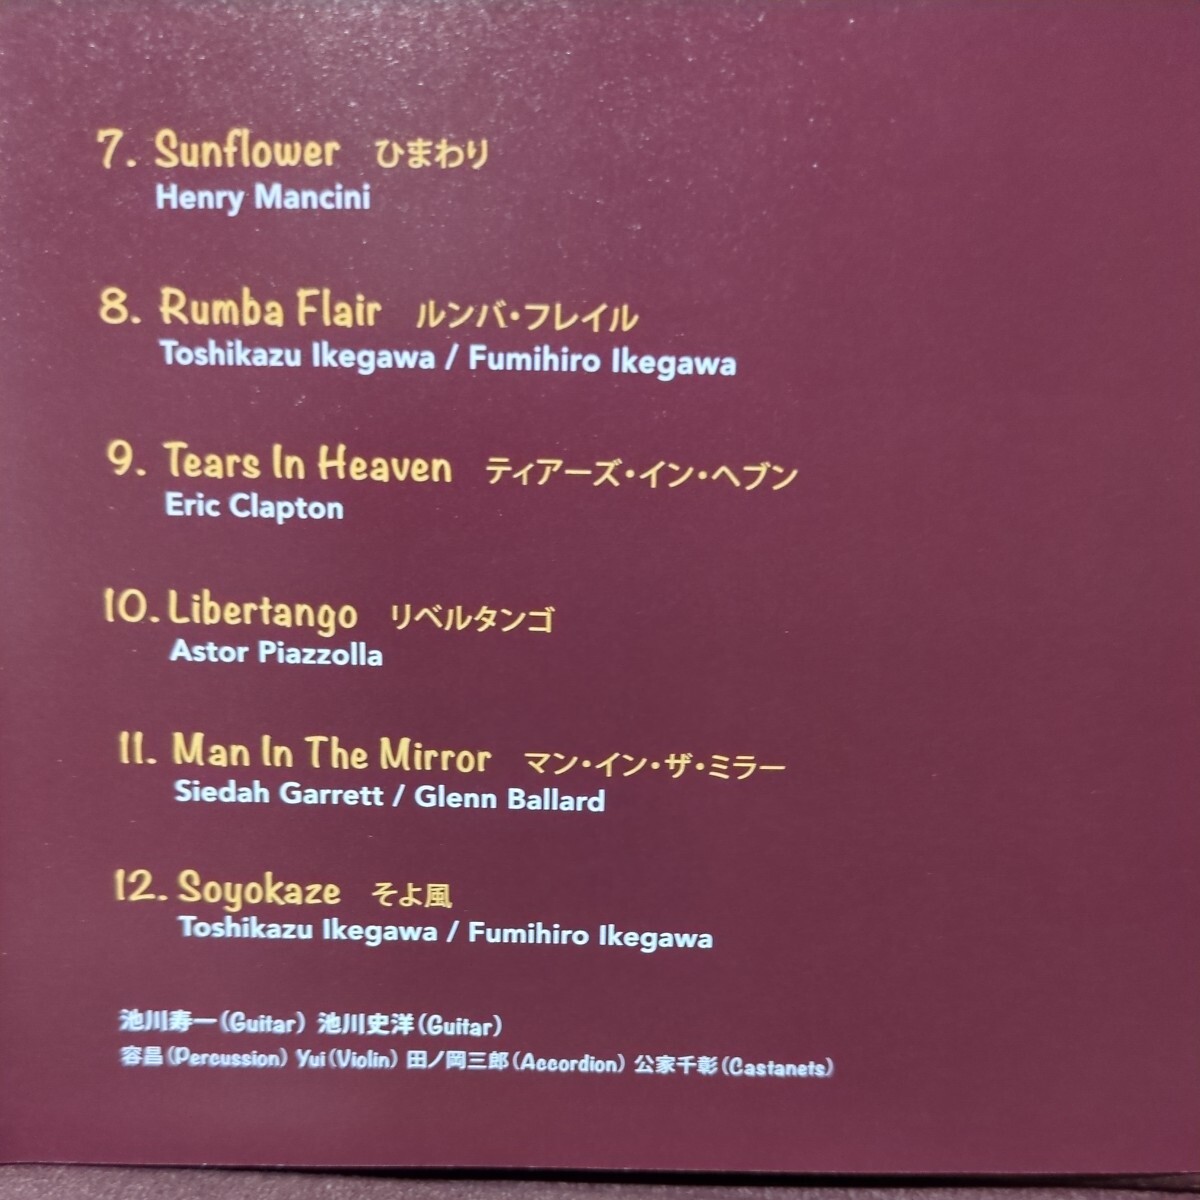 7. Sunflower ひまわり
Henry Mancini
8. Rumba Flair ルンバ・フレイル
Toshikazu Ikegawa / Fumihiro Ikegawa
9. Tears In Heaven ティアーズ・イン・ヘブン
Eric Clapton
10. Libertango リベルタンゴ
Astor Piazzolla
11. Man In The Mirror マン・イン・ザ・ミラー
Siedah Garrett / Glenn Ballard
12. Soyokaze そよ風
Toshikazu Ikegawa / Fumihiro Ikegawa
池川寿一(Guitar) 池川史洋(Guitar)
容昌(Percussion) Yui(Violin) 田ノ岡三郎(Accordion) 公家千彰(Castanets)